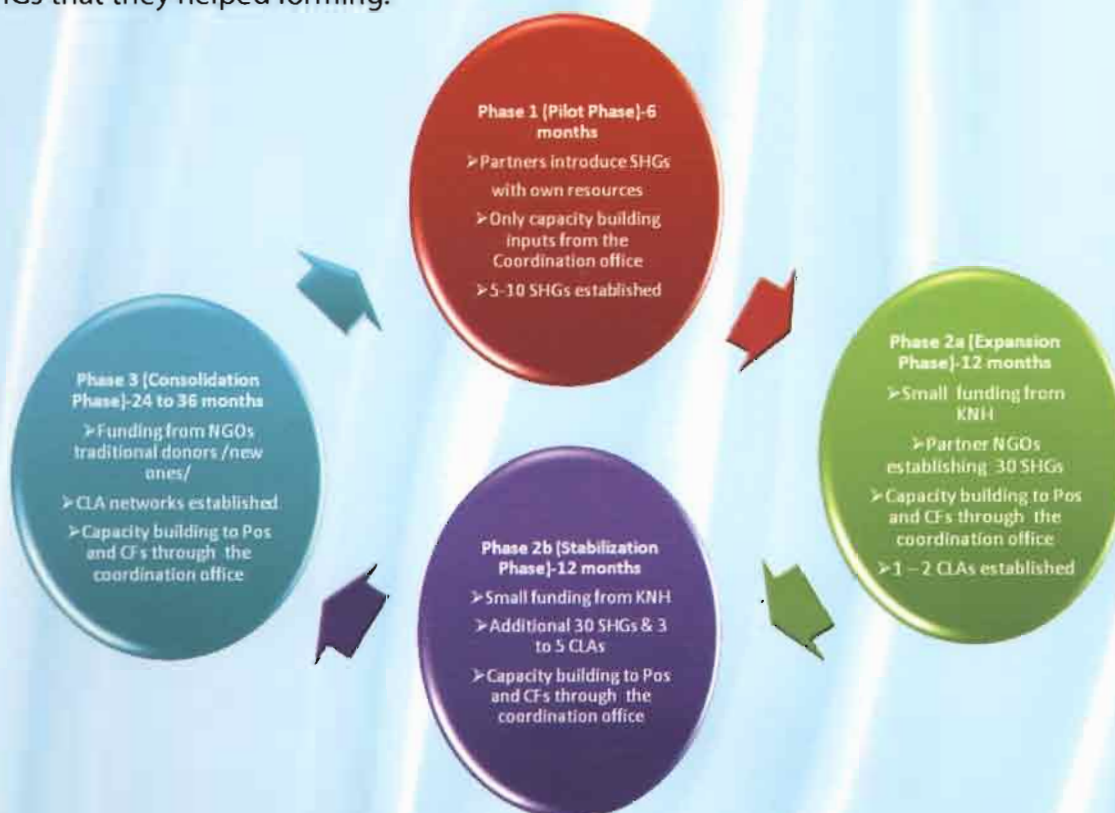 HGs that they helped forming.
Phase 1 (Pilot Phase)-6
months
➢Partners introduce SHGs
with own resources
➢Only capacity building
inputs from the
Coordination office
➢5-10 SHGs established
Phase 2a (Expansion
Phase)-12 months
➢Small funding from
KNH
➢Partner NGOs
establishing 30 SHGs
➢Capacity building to Pos
and CFs through the
coordination office
➢1 – 2 CLAs established
Phase 2b (Stabilization
Phase)-12 months
➢Small funding from KNH
➢Additional 30 SHGs & 3
to 5 CLAs
➢Capacity building to Pos
and CFs through the
coordination office
Phase 3 (Consolidation
Phase)-24 to 36 months
➢Funding from NGOs
traditional donors /new
ones/
➢CLA networks established
➢Capacity building to Pos
and CFs through the
coordination office